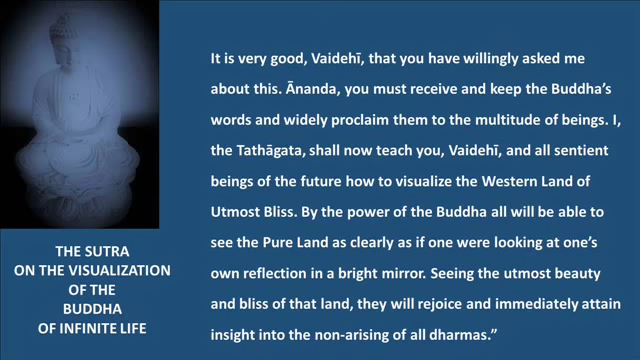 It is very good, Vaidehī, that you have willingly asked me
about this. Ānanda, you must receive and keep the Buddha's
words and widely proclaim them to the multitude of beings. I,
the Tathāgata, shall now teach you, Vaidehī, and all sentient
beings of the future how to visualize the Western Land of
Utmost Bliss. By the power of the Buddha all will be able to
see the Pure Land as clearly as if one were looking at one's
own reflection in a bright mirror. Seeing the utmost beauty
and bliss of that land, they will rejoice and immediately attain
insight into the non-arising of all dharmas.”
THE SUTRA
ON THE VISUALIZATION
OF THE
BUDDHA
OF INFINITE LIFE